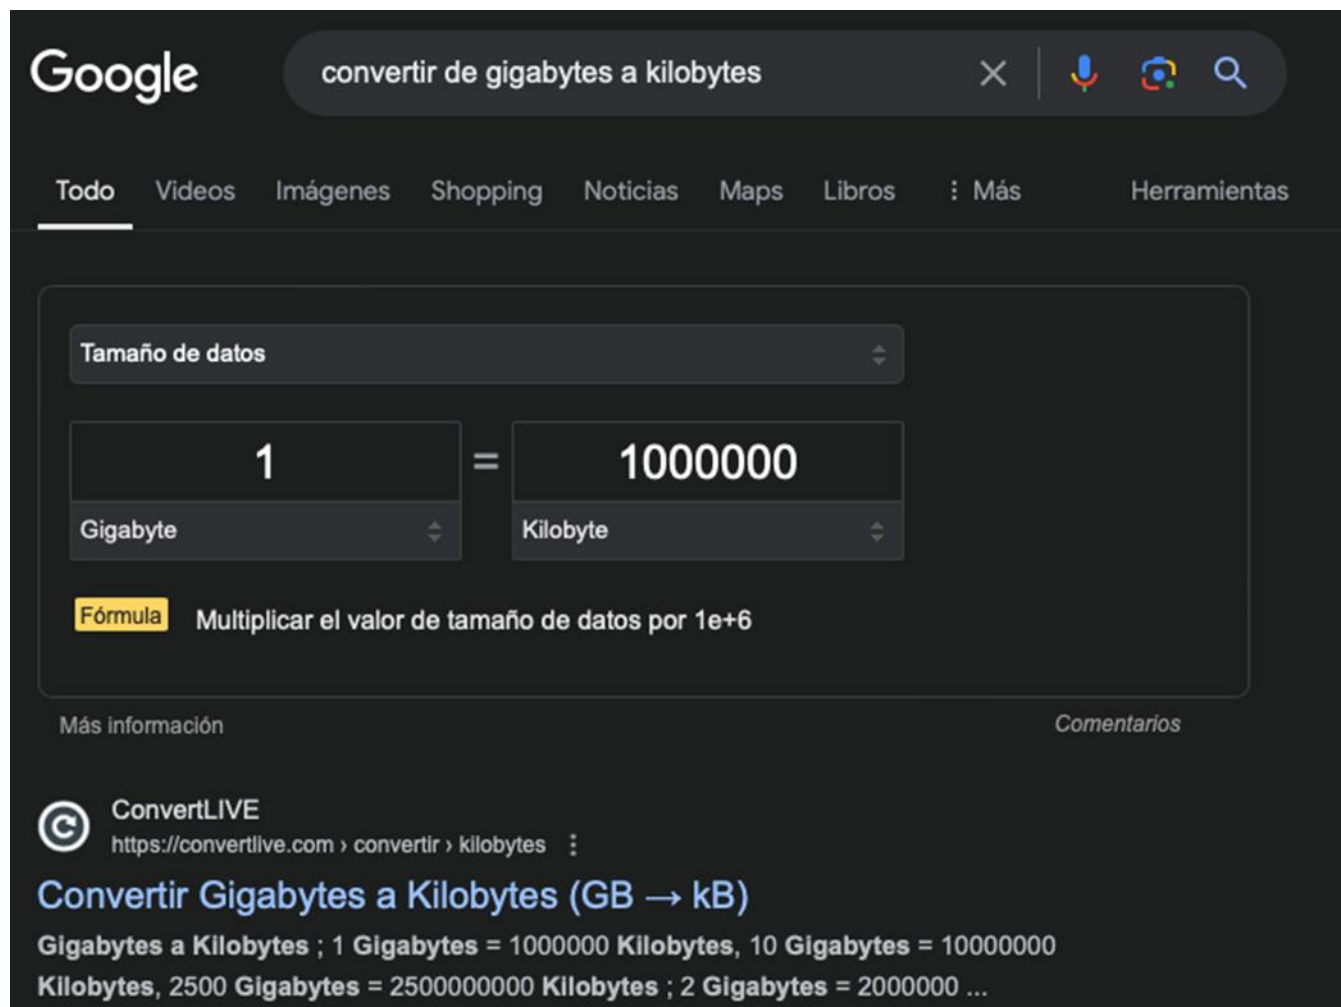 Google convertir de gigabytes a kilobytes
Todo Videos Imágenes Shopping Noticias Maps Libros Más Herramientas
Tamaño de datos
1 = 1000000
Gigabyte Kilobyte
Fórmula Multiplicar el valor de tamaño de datos por 1e+6
Más información Comentarios
ConvertLIVE
https://convertlive.com › convertir › kilobytes
Convertir Gigabytes a Kilobytes (GB → kB)
Gigabytes a Kilobytes ; 1 Gigabytes = 1000000 Kilobytes, 10 Gigabytes = 10000000
Kilobytes, 2500 Gigabytes = 2500000000 Kilobytes ; 2 Gigabytes = 2000000 ...